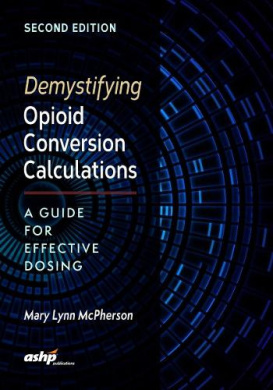 SECOND EDITION
Demystifying
Opioid
Conversion
Calculations
A GUIDE
FOR
EFFECTIVE
DOSING
Mary Lynn McPherson
ashp
publications